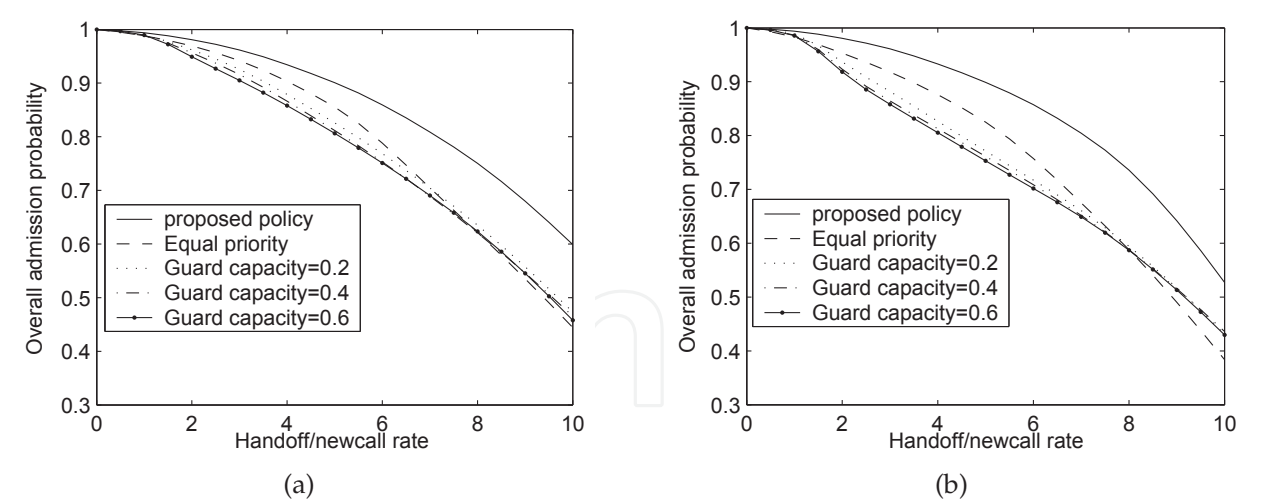 1
0.9
0.8
0.7
0.6
0.5
0.4
0.3
Overall admission probability
proposed policy
Equal priority
Guard capacity=0.2
Guard capacity=0.4
Guard capacity=0.6
0 2 4 6 8 10
Handoff/newcall rate
(a)
1
0.9
0.8
0.7
0.6
0.5
0.4
0.3
Overall admission probability
proposed policy
Equal priority
Guard capacity=0.2
Guard capacity=0.4
Guard capacity=0.6
0 2 4 6 8 10
Handoff/newcall rate
(b)